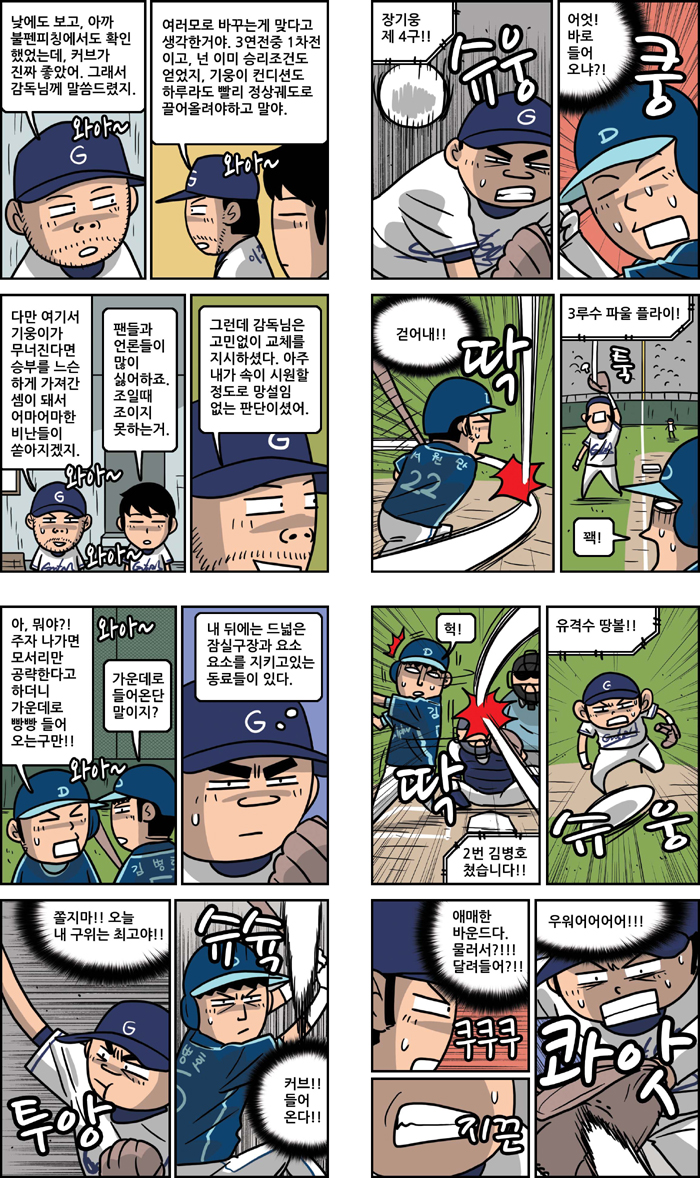 낮에도 보고, 아까
불펜피칭에서도 확인
했었는데, 커브가
진짜 좋았어. 그래서
감독님께 말씀드렸지.
와아~
G
여러모로 바꾸는게 맞다고
생각한거야. 3연전중 1차전
이고, 넌 이미 승리조건도
얻었지, 기웅이 컨디션도
하루라도 빨리 정상궤도로
끌어올려야하고 말야.
와아~
G
다만 여기서
기웅이가
무너진다면
승부를 느슨
하게 가져간
셈이 돼서
어마어마한
비난들이
쏟아지겠지.
팬들과
언론들이
많이
싫어하죠.
조일때
조이지
못하는거.
와아~
G
와아~
그런데 감독님은
고민없이 교체를
지시하셨다. 아주
내가 속이 시원할
정도로 망설임
없는 판단이셨어.
G
장기웅
제 4구!!
슈웅
G
어엇!
바로
들어
오냐?!
쿵
D
걷어내!!
딱
L
서원한
22
3루수 파울 플라이!
툭
꽥!
아, 뭐야?!
주자 나가면
모서리만
공략한다고
하더니
가운데로
빵빵 들어
오는구만!!
와아~
가운데로
들어온단
말이지?
와아~
D
D
김병호
내 뒤에는 드넓은
잠실구장과 요소
요소를 지키고있는
동료들이 있다.
G
쫄지마!! 오늘
내 구위는 최고야!!
G
투앙
슈슉
커브!!
들어
온다!!
헉!
D
김
딱
2번 김병호
쳤습니다!!
유격수 땅볼!!
G
슈웅
애매한
바운드다.
물러서?!!!
달려들어?!!
쿠쿠쿠
지끈
우워어어어어!!!
콰앗